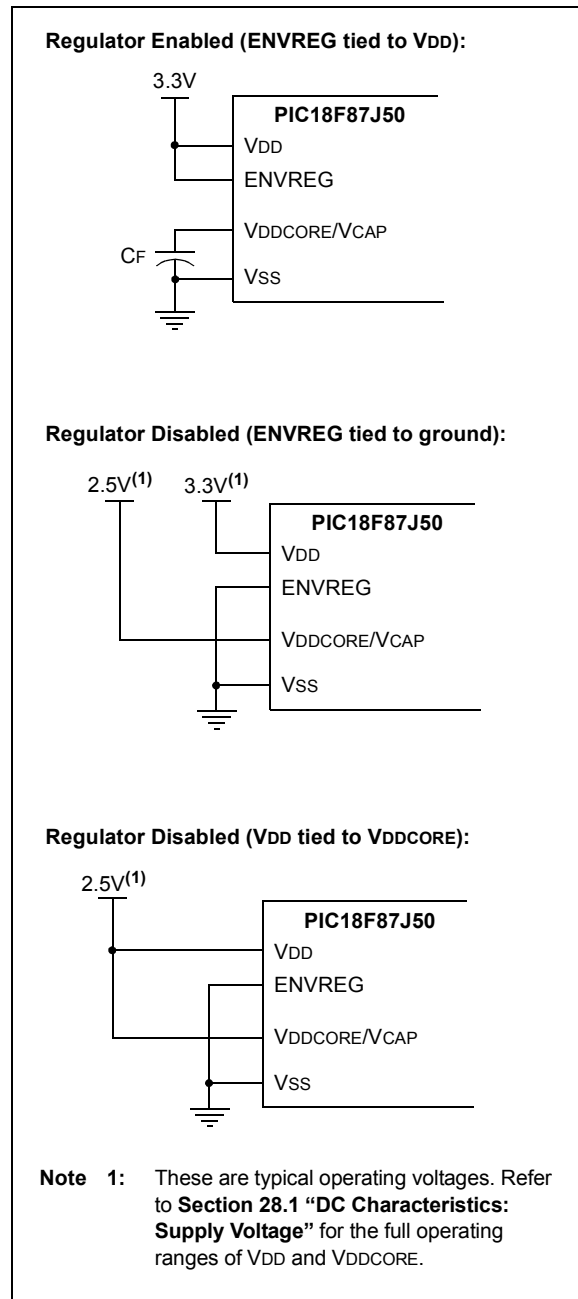 Regulator Enabled (ENVREG tied to VDD):
3.3V
PIC18F87J50
VDD
ENVREG
VDDCORE/VCAP
CF
VSS
Regulator Disabled (ENVREG tied to ground):
2.5V(1) 3.3V(1)
PIC18F87J50
VDD
ENVREG
VDDCORE/VCAP
VSS
Regulator Disabled (VDD tied to VDDCORE):
2.5V(1)
PIC18F87J50
VDD
ENVREG
VDDCORE/VCAP
VSS
Note 1: These are typical operating voltages. Refer
to Section 28.1 “DC Characteristics:
Supply Voltage” for the full operating
ranges of VDD and VDDCORE.